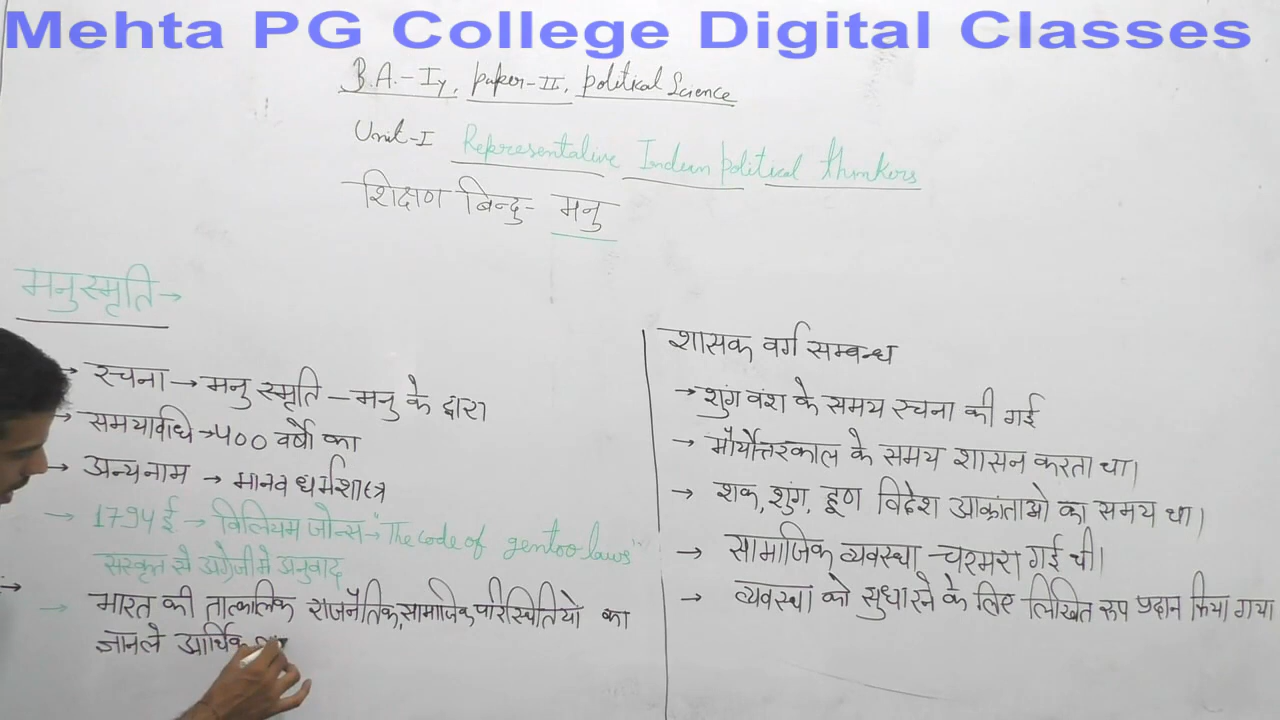 Mehta PG College Digital Classes
B.A.-Iy, paper-II, political Science
Unit-I Representative Indian political thinkers
शिक्षण बिन्दु- मनु
मनुस्मृति→
→ रचना → मनु स्मृति – मनु के द्वारा
→ समयावधि → 500 वर्षो का
→ अन्यनाम → मानव धर्मशास्त्र
→ 1794 ई → विलियम जोन्स - "The code of gentoo laws"
संस्कृत से अंग्रेजी मे अनुवाद
→ भारत की तात्कालिक राजनैतिक, सामाजिक, परिस्थितियो का
जानले आर्थिक
शासक वर्ग सम्बन्ध
→ शुंग वंश के समय रचना की गई
→ मौर्योत्तरकाल के समय शासन करता था।
→ शक, शुंग, हूण विदेश आक्रांताओ का समय था।
→ सामाजिक व्यवस्था – चरमरा गई थी।
→ व्यवस्था को सुधारने के लिए लिखित रूप प्रदान किया गया